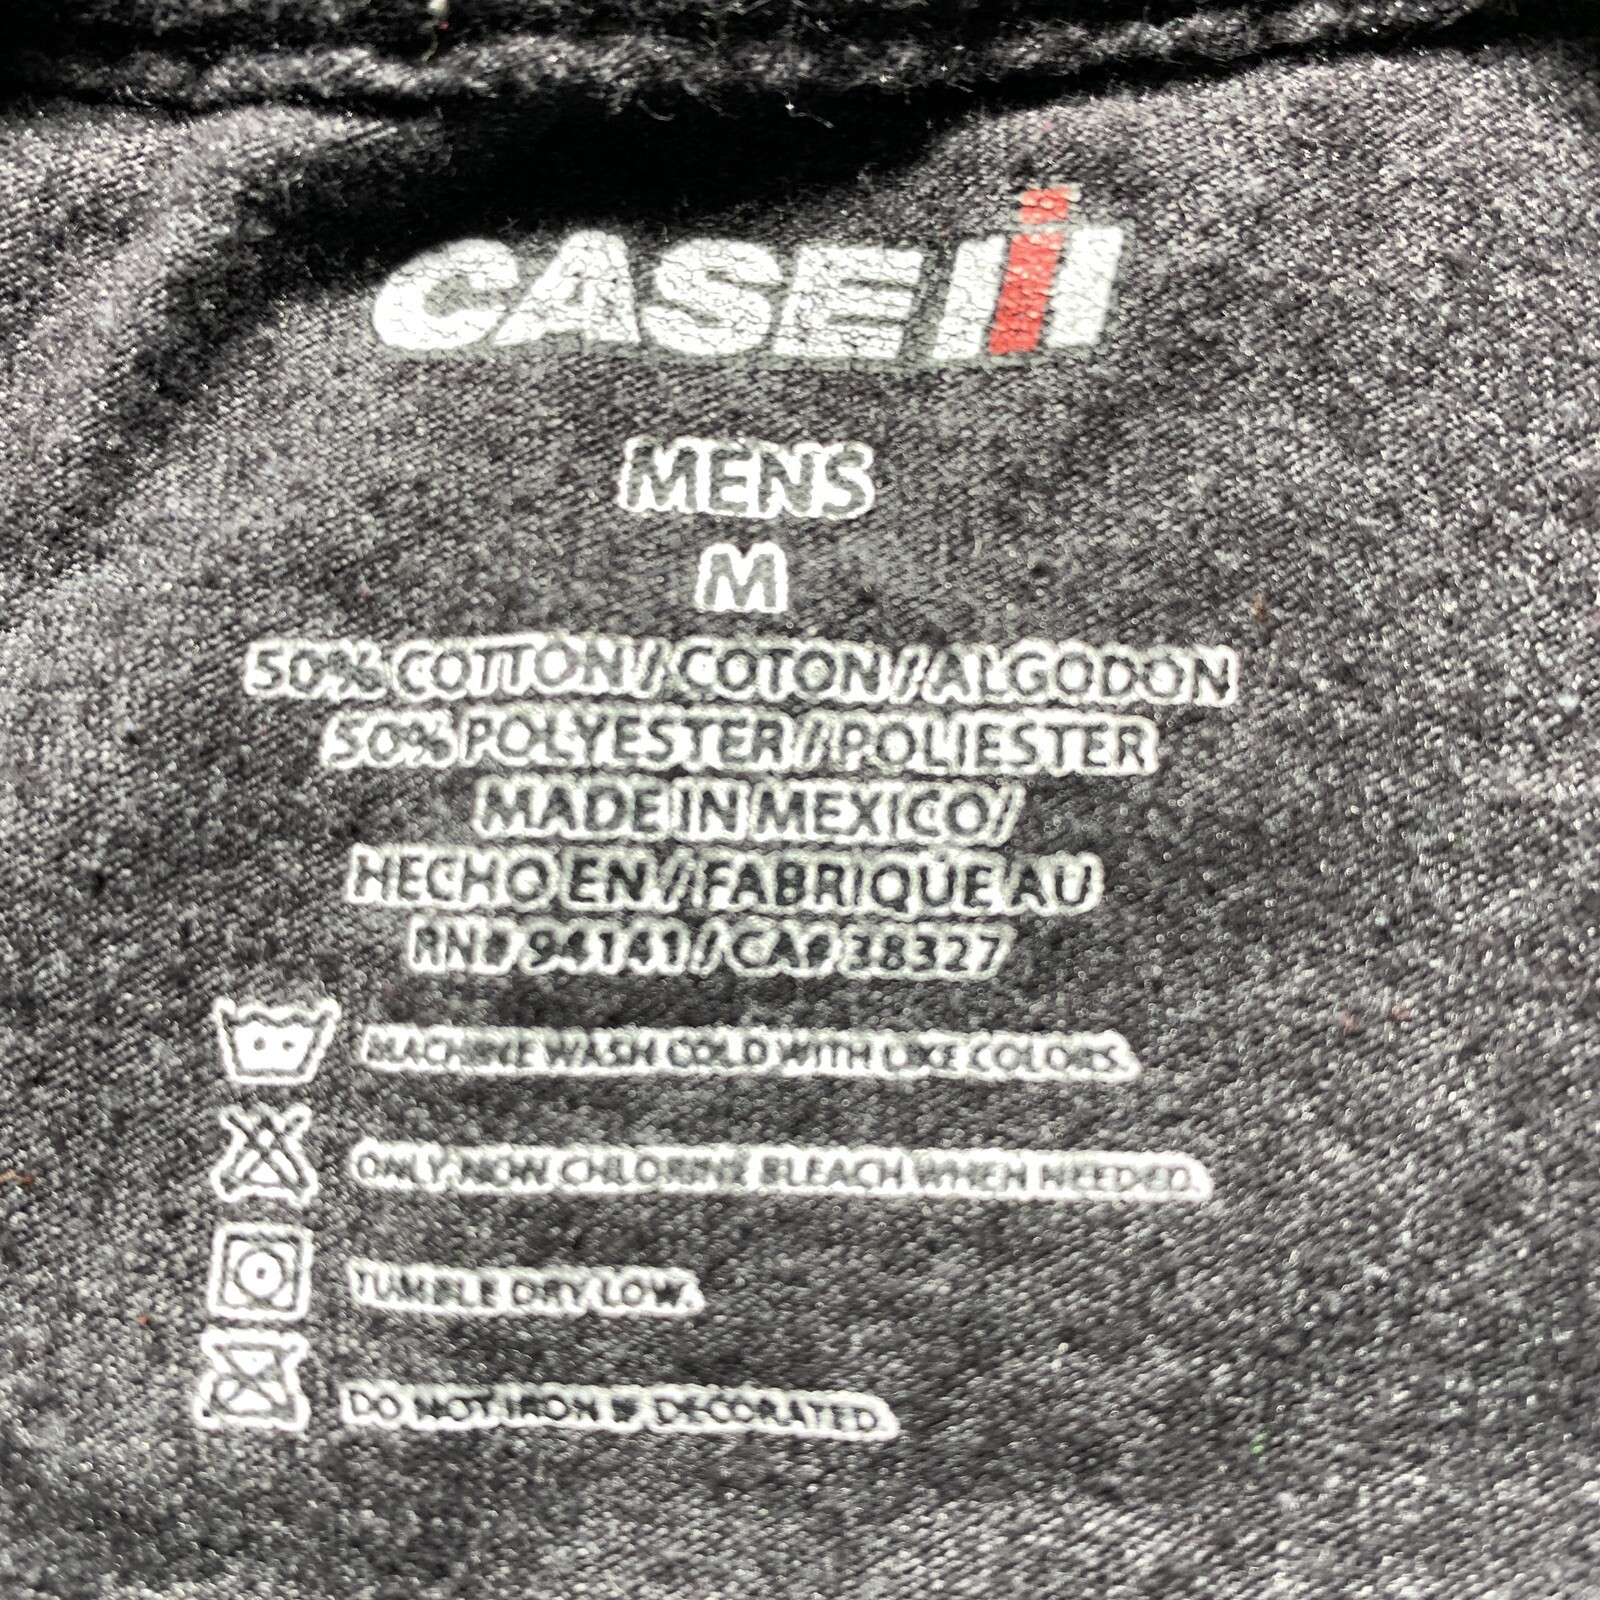 CASE IH
MENS
M
50% COTTON / COTON / ALGODON
50% POLYESTER / POLIESTER
MADE IN MEXICO/
HECHO EN / FABRIQUE AU
RN# 94141 / CA# 38327
MACHINE WASH COLD WITH LIKE COLORS.
ONLY NOW CHLORINE BLEACH WHEN NEEDED.
TUMBLE DRY LOW.
DO NOT IRON IF DECORATED.